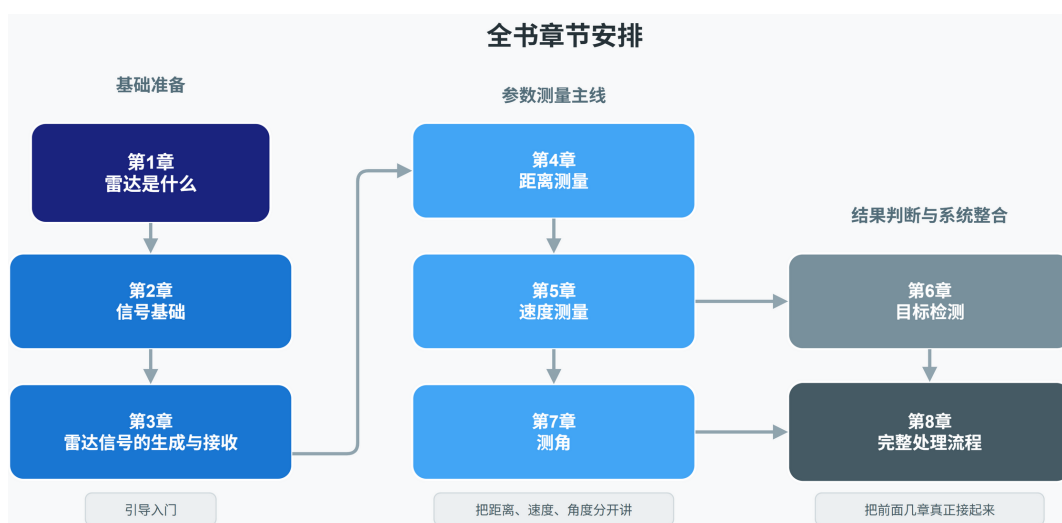 全书章节安排
基础准备
第1章
雷达是什么
第2章
信号基础
第3章
雷达信号的生成与接收
引导入门
参数测量主线
第4章
距离测量
第5章
速度测量
第7章
测角
把距离、速度、角度分开讲
结果判断与系统整合
第6章
目标检测
第8章
完整处理流程
把前面几章真正接起来